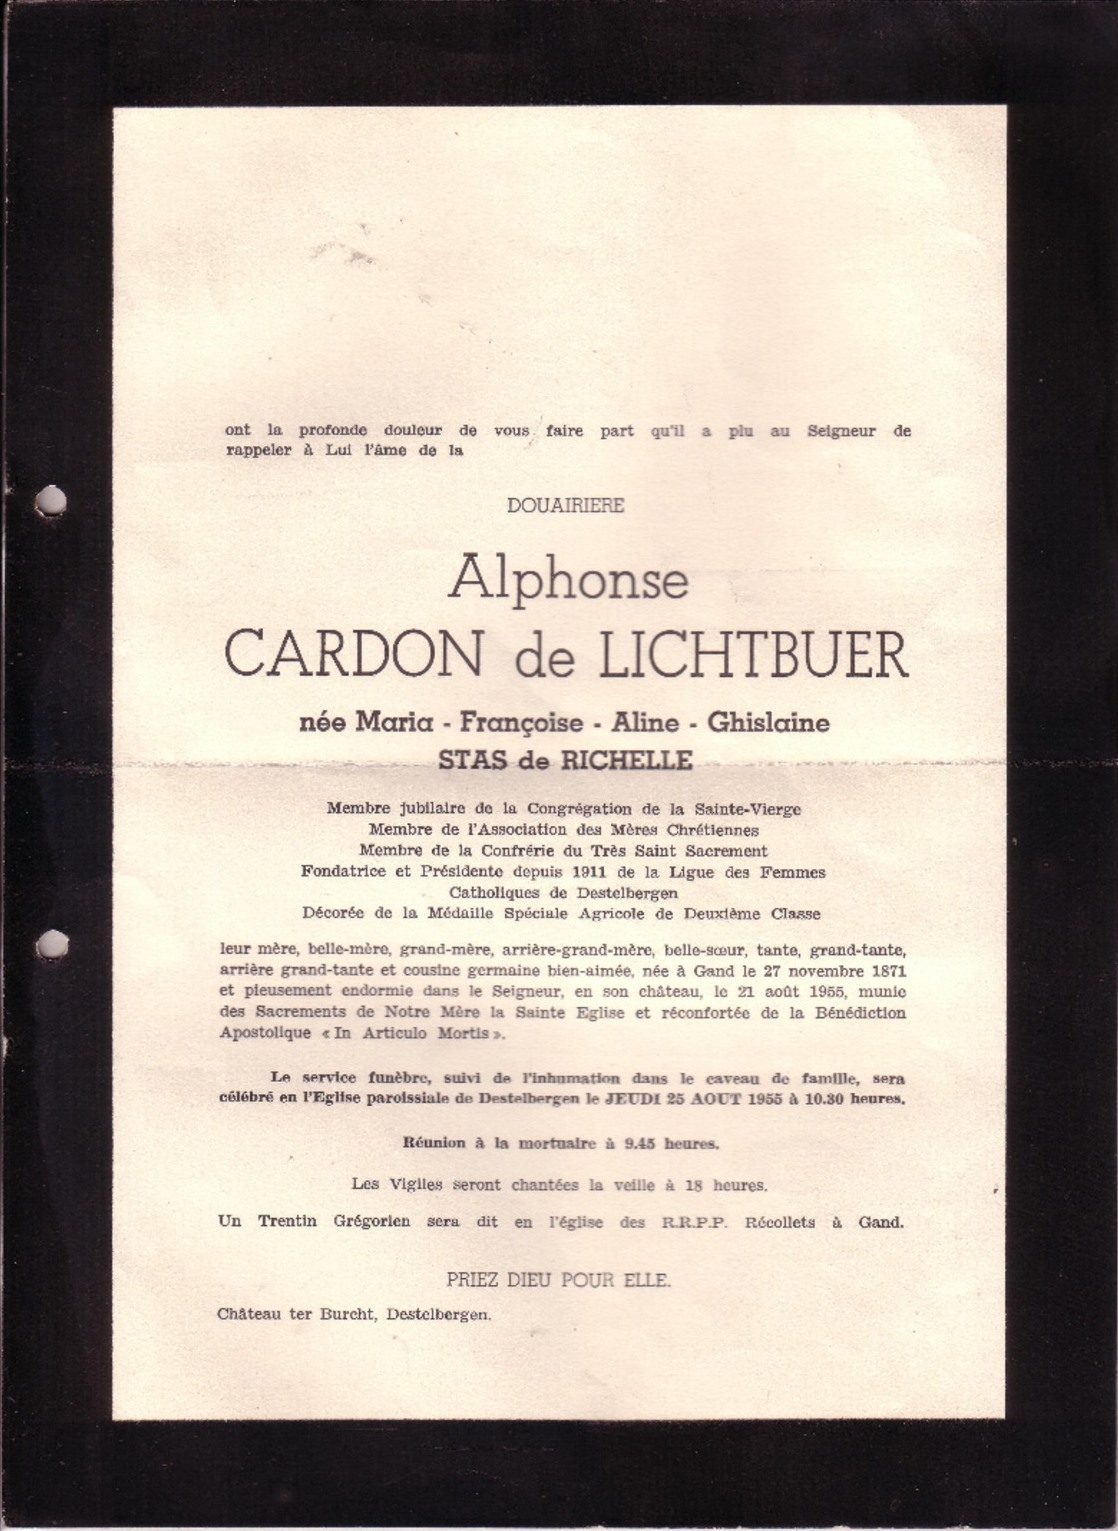 ont la profonde douleur de vous faire part qu'il a plu au Seigneur de
rappeler à Lui l'âme de la
DOUAIRIERE
Alphonse
CARDON de LICHTBUER
née Maria - Françoise - Aline - Ghislaine
STAS de RICHELLE
Membre jubilaire de la Congrégation de la Sainte-Vierge
Membre de l'Association des Mères Chrétiennes
Membre de la Confrérie du Très Saint Sacrement
Fondatrice et Présidente depuis 1911 de la Ligue des Femmes
Catholiques de Destelbergen
Décorée de la Médaille Spéciale Agricole de Deuxième Classe
leur mère, belle-mère, grand-mère, arrière-grand-mère, belle-sœur, tante, grand-tante,
arrière grand-tante et cousine germaine bien-aimée, née à Gand le 27 novembre 1871
et pieusement endormie dans le Seigneur, en son château, le 21 août 1955, munie
des Sacrements de Notre Mère la Sainte Eglise et réconfortée de la Bénédiction
Apostolique « In Articulo Mortis ».
Le service funèbre, suivi de l'inhumation dans le caveau de famille, sera
célébré en l'Eglise paroissiale de Destelbergen le JEUDI 25 AOUT 1955 à 10.30 heures.
Réunion à la mortuaire à 9.45 heures.
Les Vigiles seront chantées la veille à 18 heures.
Un Trentin Grégorien sera dit en l'église des R.R.P.P. Récollets à Gand.
PRIEZ DIEU POUR ELLE.
Château ter Burcht, Destelbergen.